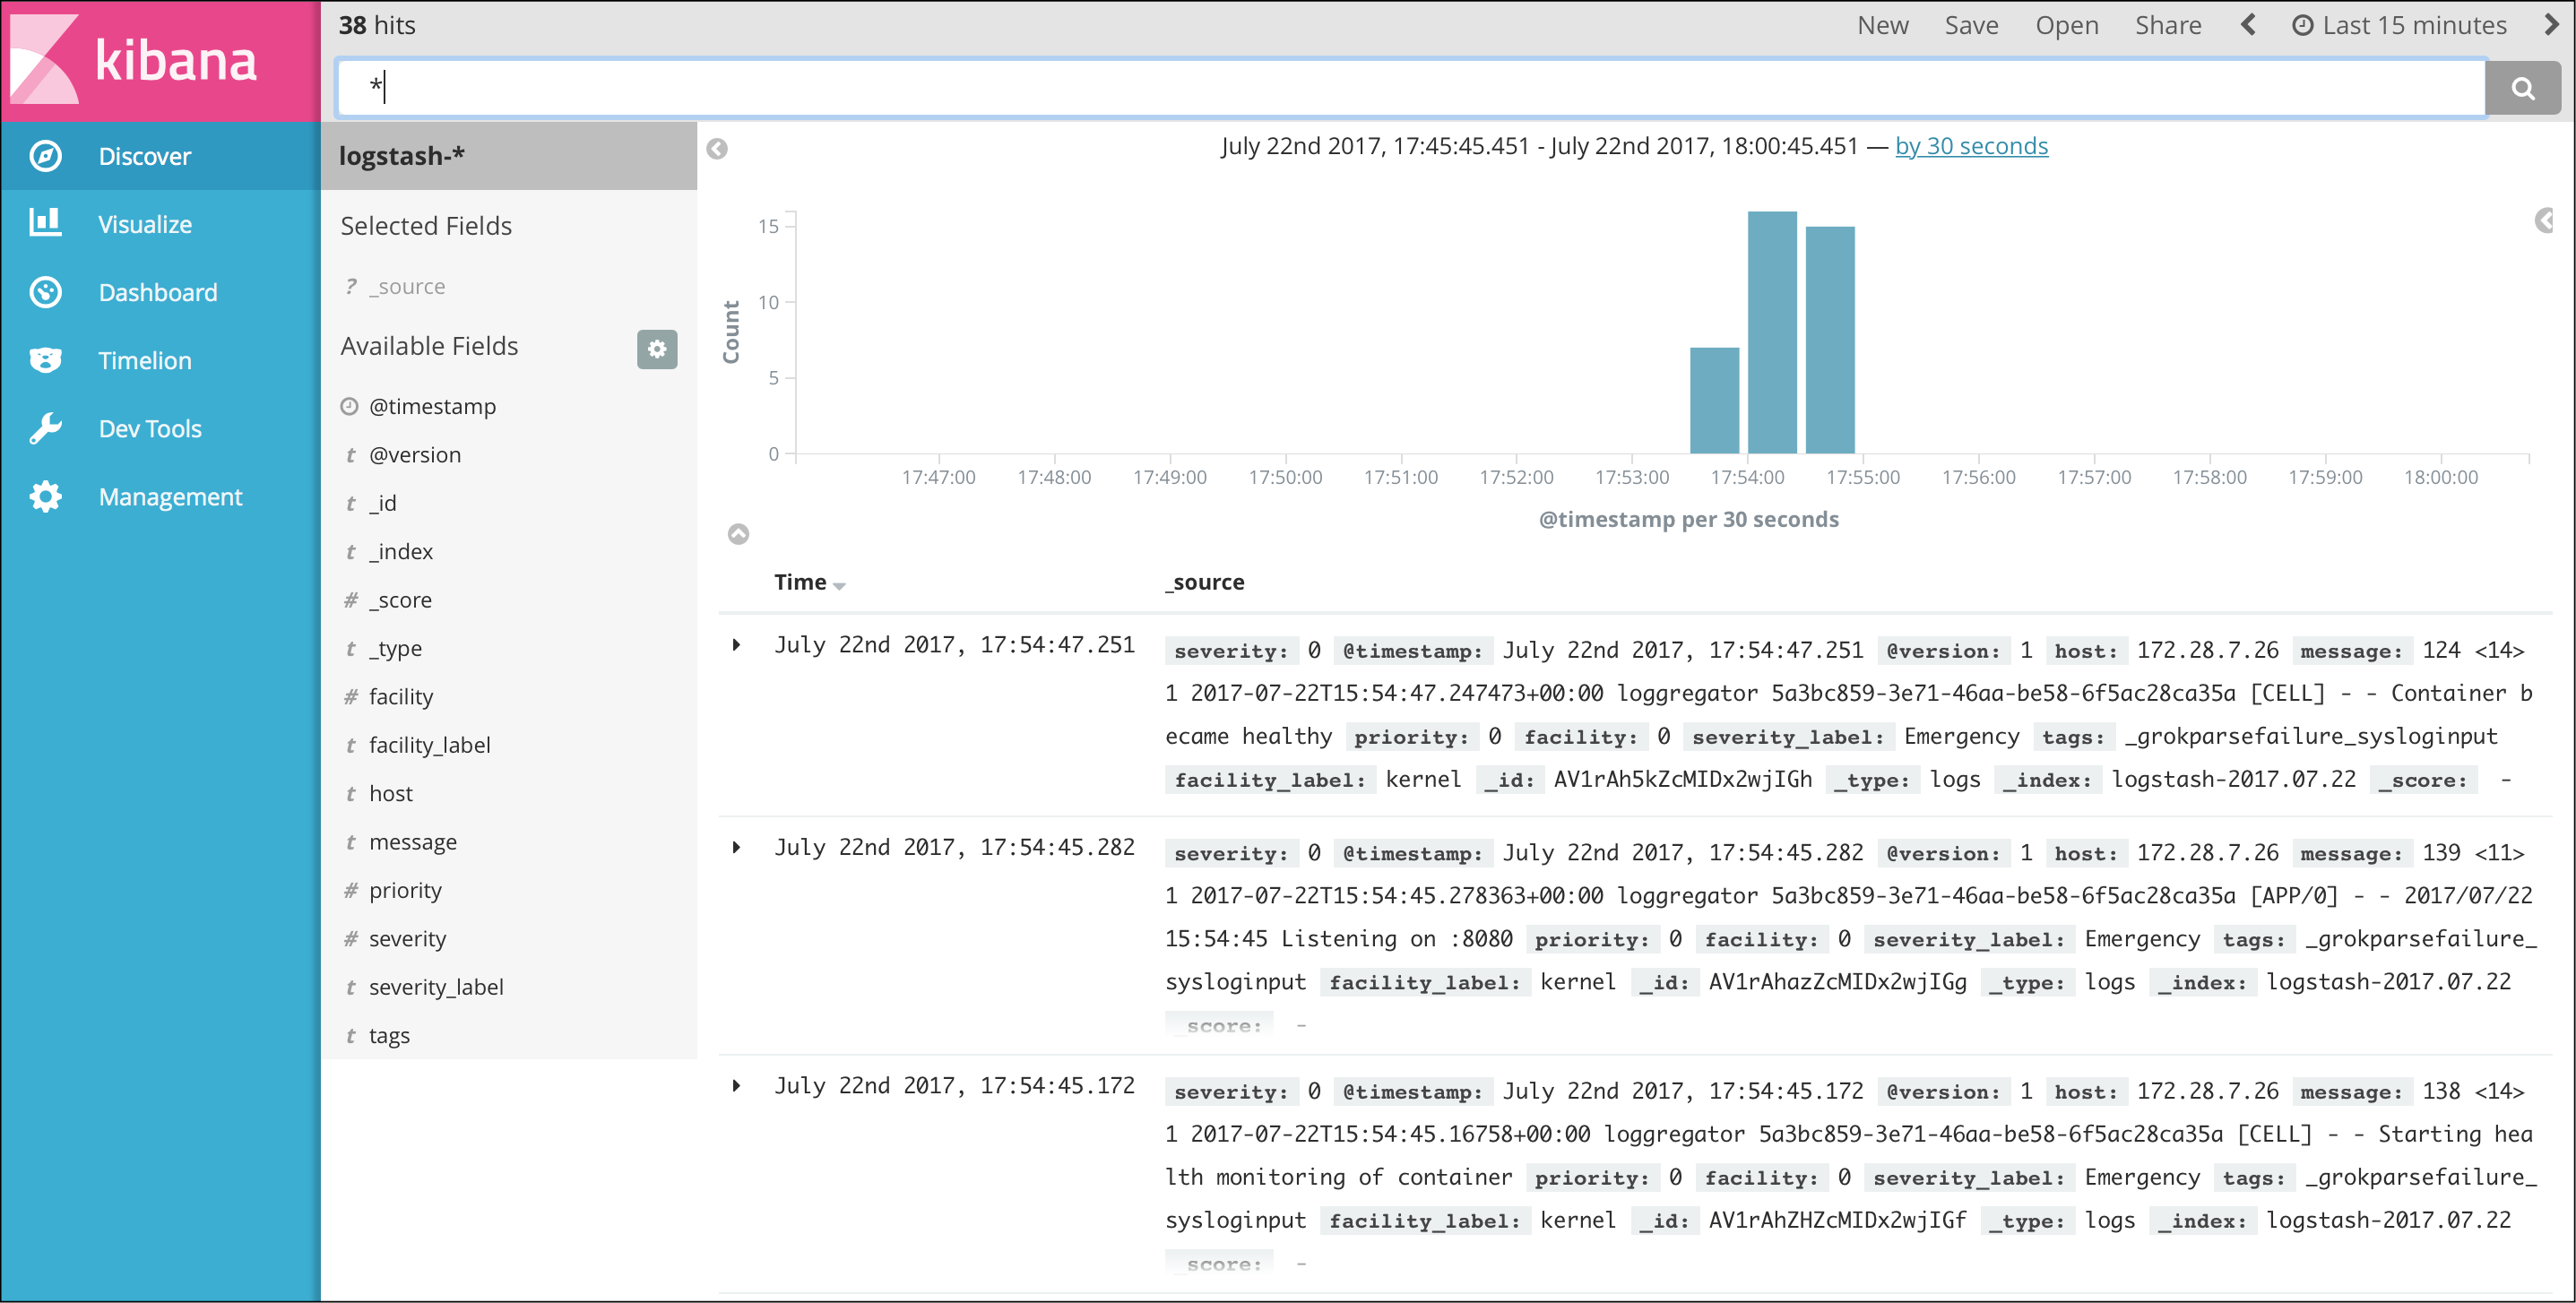 kibana
38 hits
New Save Open Share Last 15 minutes
*
Discover
Visualize
Dashboard
Timelion
Dev Tools
Management
logstash-*
Selected Fields
? _source
Available Fields
@timestamp
t @version
t _id
t _index
# _score
t _type
# facility
t facility_label
t host
t message
# priority
# severity
t severity_label
t tags
July 22nd 2017, 17:45:45.451 - July 22nd 2017, 18:00:45.451 — by 30 seconds
Count
15
10
5
0
17:47:00 17:48:00 17:49:00 17:50:00 17:51:00 17:52:00 17:53:00 17:54:00 17:55:00 17:56:00 17:57:00 17:58:00 17:59:00 18:00:00
@timestamp per 30 seconds
Time _source
July 22nd 2017, 17:54:47.251
severity: 0 @timestamp: July 22nd 2017, 17:54:47.251 @version: 1 host: 172.28.7.26 message: 124 <14>
1 2017-07-22T15:54:47.247473+00:00 loggregator 5a3bc859-3e71-46aa-be58-6f5ac28ca35a [CELL] - - Container b
ecame healthy priority: 0 facility: 0 severity_label: Emergency tags: _grokparsefailure_sysloginput
facility_label: kernel _id: AV1rAh5kZcMIDx2wjIGh _type: logs _index: logstash-2017.07.22 _score: -
July 22nd 2017, 17:54:45.282
severity: 0 @timestamp: July 22nd 2017, 17:54:45.282 @version: 1 host: 172.28.7.26 message: 139 <11>
1 2017-07-22T15:54:45.278363+00:00 loggregator 5a3bc859-3e71-46aa-be58-6f5ac28ca35a [APP/0] - - 2017/07/22
15:54:45 Listening on :8080 priority: 0 facility: 0 severity_label: Emergency tags: _grokparsefailure_
sysloginput facility_label: kernel _id: AV1rAhazZcMIDx2wjIGg _type: logs _index: logstash-2017.07.22
_score: -
July 22nd 2017, 17:54:45.172
severity: 0 @timestamp: July 22nd 2017, 17:54:45.172 @version: 1 host: 172.28.7.26 message: 138 <14>
1 2017-07-22T15:54:45.16758+00:00 loggregator 5a3bc859-3e71-46aa-be58-6f5ac28ca35a [CELL] - - Starting hea
lth monitoring of container priority: 0 facility: 0 severity_label: Emergency tags: _grokparsefailure_
sysloginput facility_label: kernel _id: AV1rAhZHZcMIDx2wjIGf _type: logs _index: logstash-2017.07.22
_score: -